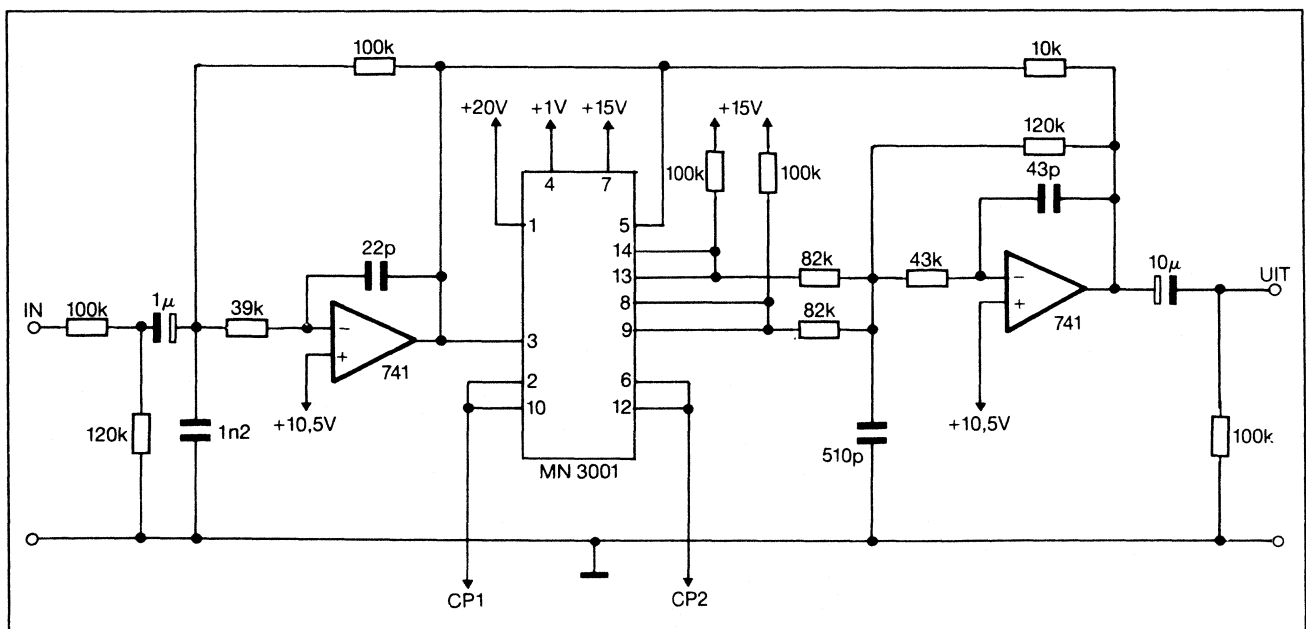 100k
10k
+20V
+1V
+15V
+15V
120k
100k
100k
43p
4
7
1
5
22p
14
82k
43k
13
10µ
UIT
IN
100k
1µ
39k
8
82k
9
−
+
741
3
−
+
741
2
6
+10,5V
10
12
+10,5V
120k
1n2
MN 3001
510p
100k
CP1
CP2